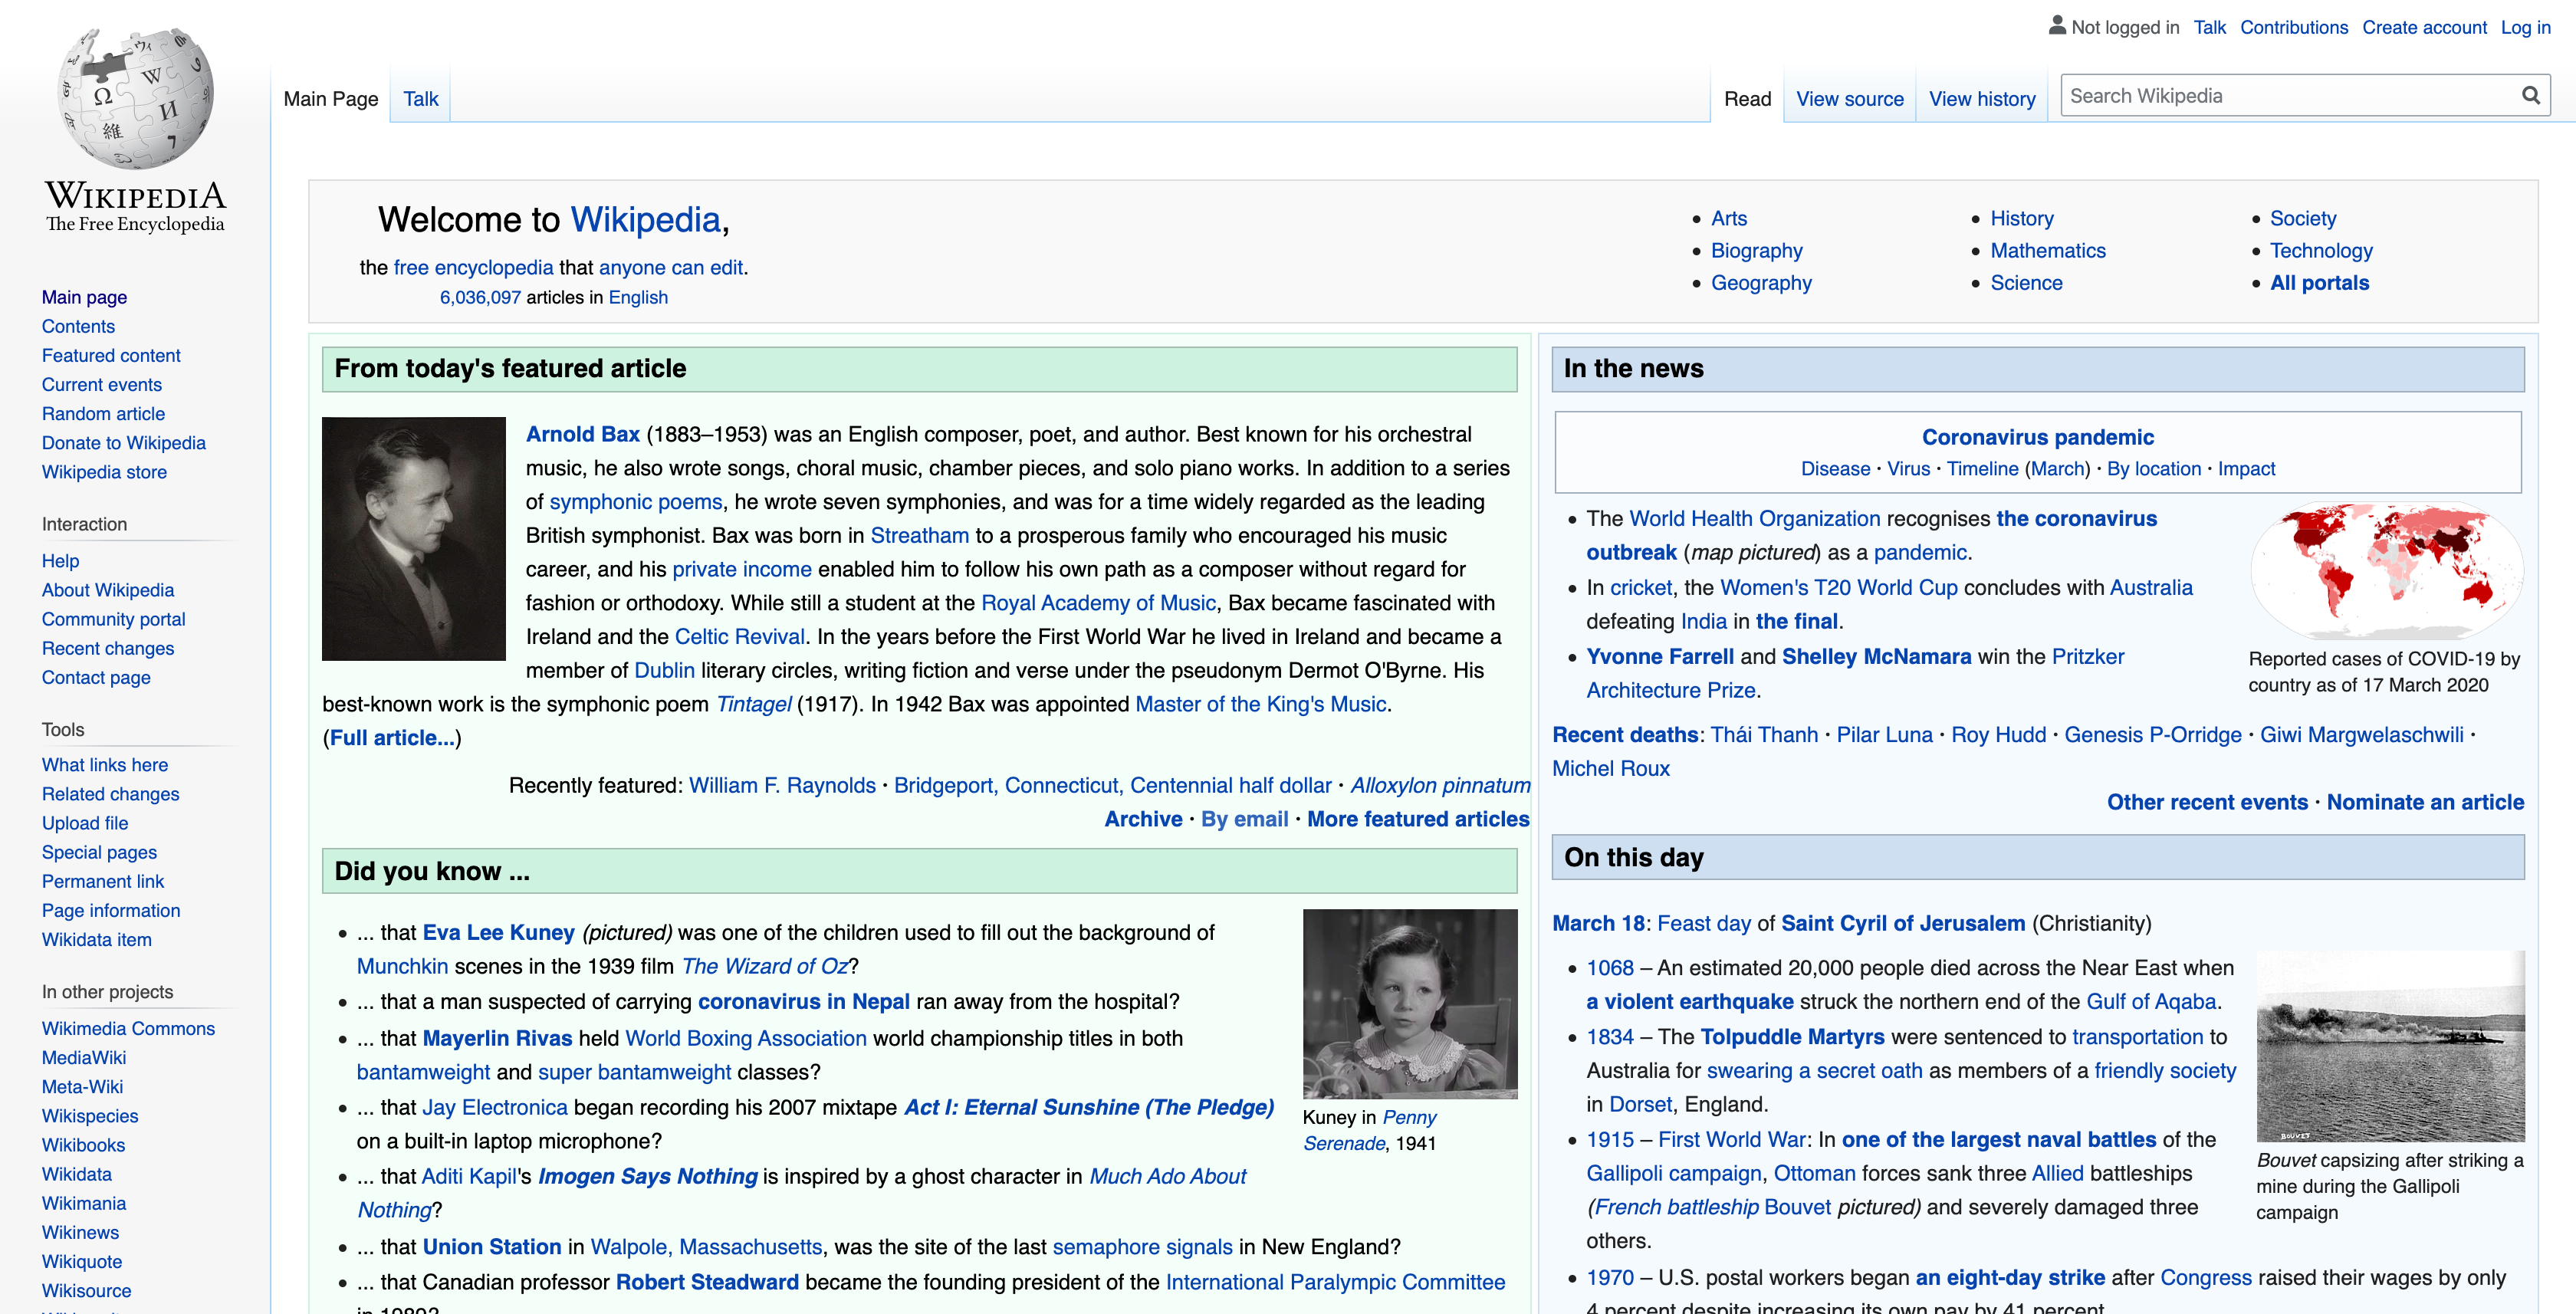 Not logged in Talk Contributions Create account Log in
Main Page Talk
Read View source View history Search Wikipedia
WIKIPEDIA
The Free Encyclopedia
Main page
Contents
Featured content
Current events
Random article
Donate to Wikipedia
Wikipedia store
Interaction
Help
About Wikipedia
Community portal
Recent changes
Contact page
Tools
What links here
Related changes
Upload file
Special pages
Permanent link
Page information
Wikidata item
In other projects
Wikimedia Commons
MediaWiki
Meta-Wiki
Wikispecies
Wikibooks
Wikidata
Wikimania
Wikinews
Wikiquote
Wikisource
Welcome to Wikipedia,
the free encyclopedia that anyone can edit.
6,036,097 articles in English
Arts
Biography
Geography
History
Mathematics
Science
Society
Technology
All portals
From today's featured article
Arnold Bax (1883–1953) was an English composer, poet, and author. Best known for his orchestral
music, he also wrote songs, choral music, chamber pieces, and solo piano works. In addition to a series
of symphonic poems, he wrote seven symphonies, and was for a time widely regarded as the leading
British symphonist. Bax was born in Streatham to a prosperous family who encouraged his music
career, and his private income enabled him to follow his own path as a composer without regard for
fashion or orthodoxy. While still a student at the Royal Academy of Music, Bax became fascinated with
Ireland and the Celtic Revival. In the years before the First World War he lived in Ireland and became a
member of Dublin literary circles, writing fiction and verse under the pseudonym Dermot O'Byrne. His
best-known work is the symphonic poem Tintagel (1917). In 1942 Bax was appointed Master of the King's Music.
(Full article...)
Recently featured: William F. Raynolds · Bridgeport, Connecticut, Centennial half dollar · Alloxylon pinnatum
Archive · By email · More featured articles
Did you know ...
... that Eva Lee Kuney (pictured) was one of the children used to fill out the background of
Munchkin scenes in the 1939 film The Wizard of Oz?
... that a man suspected of carrying coronavirus in Nepal ran away from the hospital?
... that Mayerlin Rivas held World Boxing Association world championship titles in both
bantamweight and super bantamweight classes?
... that Jay Electronica began recording his 2007 mixtape Act I: Eternal Sunshine (The Pledge)
on a built-in laptop microphone?
... that Aditi Kapil's Imogen Says Nothing is inspired by a ghost character in Much Ado About
Nothing?
... that Union Station in Walpole, Massachusetts, was the site of the last semaphore signals in New England?
... that Canadian professor Robert Steadward became the founding president of the International Paralympic Committee
Kuney in Penny
Serenade, 1941
In the news
Coronavirus pandemic
Disease · Virus · Timeline (March) · By location · Impact
The World Health Organization recognises the coronavirus
outbreak (map pictured) as a pandemic.
In cricket, the Women's T20 World Cup concludes with Australia
defeating India in the final.
Yvonne Farrell and Shelley McNamara win the Pritzker
Architecture Prize.
Reported cases of COVID-19 by
country as of 17 March 2020
Recent deaths: Thái Thanh · Pilar Luna · Roy Hudd · Genesis P-Orridge · Giwi Margwelaschwili ·
Michel Roux
Other recent events · Nominate an article
On this day
March 18: Feast day of Saint Cyril of Jerusalem (Christianity)
1068 – An estimated 20,000 people died across the Near East when
a violent earthquake struck the northern end of the Gulf of Aqaba.
1834 – The Tolpuddle Martyrs were sentenced to transportation to
Australia for swearing a secret oath as members of a friendly society
in Dorset, England.
1915 – First World War: In one of the largest naval battles of the
Gallipoli campaign, Ottoman forces sank three Allied battleships
(French battleship Bouvet pictured) and severely damaged three
others.
1970 – U.S. postal workers began an eight-day strike after Congress raised their wages by only
4 percent despite increasing its own pay by 41 percent.
BOUVET
Bouvet capsizing after striking a
mine during the Gallipoli
campaign